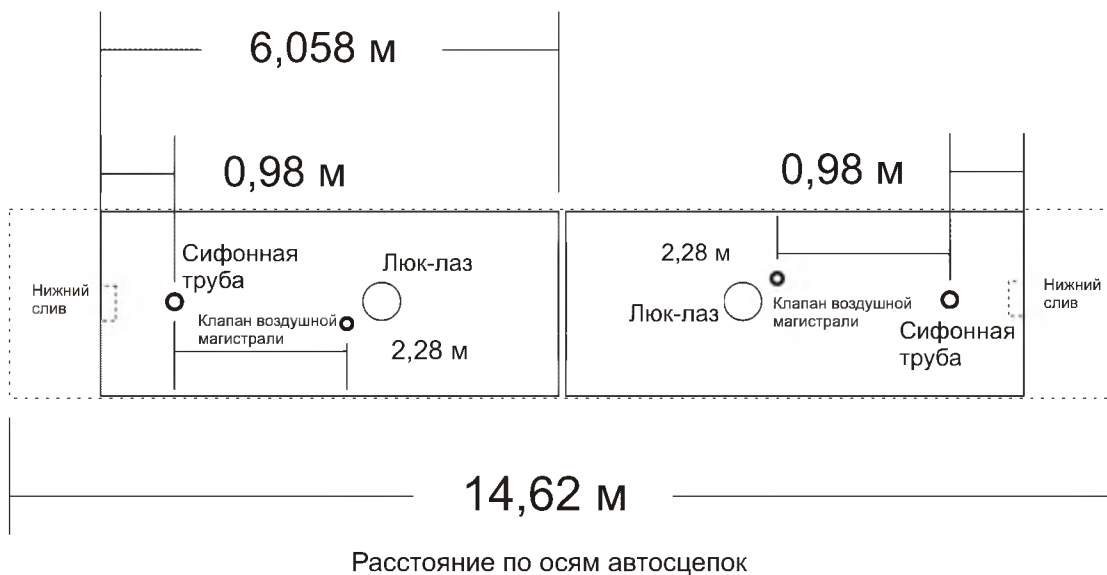 6,058 м
0,98 м
0,98 м
Сифонная
труба
Люк-лаз
Нижний
слив
Клапан воздушной
магистрали
2,28 м
2,28 м
Люк-лаз
Клапан воздушной
магистрали
Сифонная
труба
Нижний
слив
14,62 м
Расстояние по осям автосцепок